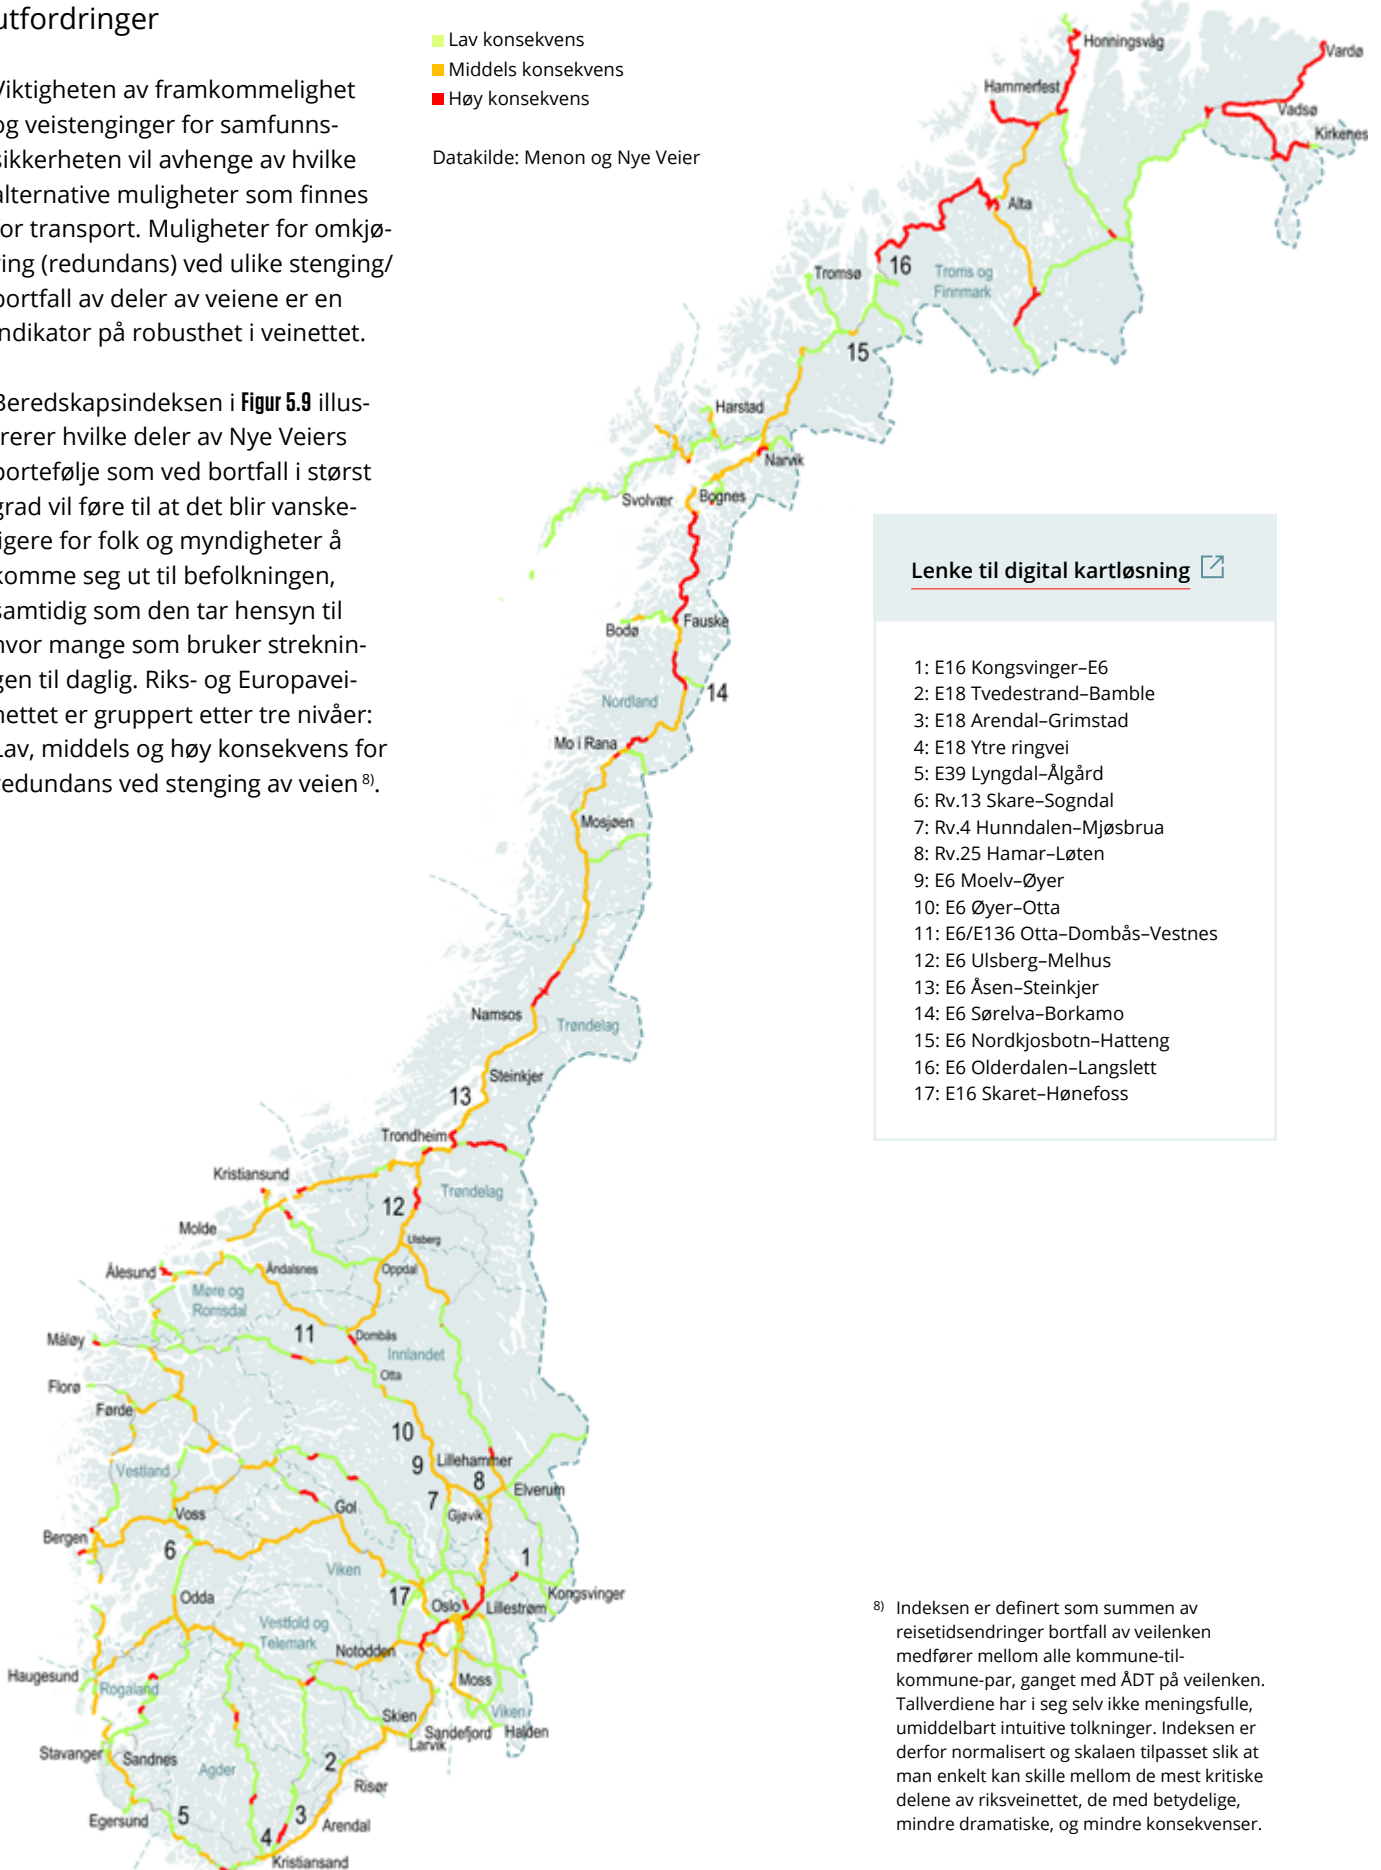 utfordringer
Viktigheten av framkommelighet
og veistenginger for samfunns-
sikkerheten vil avhenge av hvilke
alternative muligheter som finnes
for transport. Muligheter for omkjø-
ring (redundans) ved ulike stenging/
bortfall av deler av veiene er en
indikator på robusthet i veinettet.
Beredskapsindeksen i Figur 5.9 illus-
trerer hvilke deler av Nye Veiers
portefølje som ved bortfall i størst
grad vil føre til at det blir vanske-
ligere for folk og myndigheter å
komme seg ut til befolkningen,
samtidig som den tar hensyn til
hvor mange som bruker streknin-
gen til daglig. Riks- og Europavei-
nettet er gruppert etter tre nivåer:
Lav, middels og høy konsekvens for
redundans ved stenging av veien 8).
Lav konsekvens
Middels konsekvens
Høy konsekvens
Datakilde: Menon og Nye Veier
Honningsvåg
Vardø
Hammerfest
Vadsø
Kirkenes
Alta
Tromsø
16
Troms og
Finnmark
15
Harstad
Narvik
Svolvær
Bognes
Bodø
Fauske
Nordland
14
Mo i Rana
Mosjøen
Namsos
Trøndelag
Steinkjer
13
Trondheim
Kristiansund
Trøndelag
12
Molde
Ulsberg
Ålesund
Åndalsnes
Oppdal
Møre og
Romsdal
11
Måløy
Dombås
Innlandet
Otta
Florø
Førde
10
9
Lillehammer
Vestland
8
Elverum
7
Gjøvik
Gol
Voss
Bergen
6
1
Viken
17
Kongsvinger
Odda
Oslo
Lillestrøm
Vestfold og
Telemark
Notodden
Haugesund
Rogaland
Moss
Viken
Skien
Sandefjord
Halden
Larvik
Stavanger
Sandnes
Agder
2
Risør
Egersund
5
3
Arendal
4
Kristiansand
Lenke til digital kartløsning
1: E16 Kongsvinger–E6
2: E18 Tvedestrand–Bamble
3: E18 Arendal–Grimstad
4: E18 Ytre ringvei
5: E39 Lyngdal–Ålgård
6: Rv.13 Skare–Sogndal
7: Rv.4 Hunndalen–Mjøsbrua
8: Rv.25 Hamar–Løten
9: E6 Moelv–Øyer
10: E6 Øyer–Otta
11: E6/E136 Otta–Dombås–Vestnes
12: E6 Ulsberg–Melhus
13: E6 Åsen–Steinkjer
14: E6 Sørelva–Borkamo
15: E6 Nordkjosbotn–Hatteng
16: E6 Olderdalen–Langslett
17: E16 Skaret–Hønefoss
8) Indeksen er definert som summen av
reisetidsendringer bortfall av veilenken
medfører mellom alle kommune-til-
kommune-par, ganget med ÅDT på veilenken.
Tallverdiene har i seg selv ikke meningsfulle,
umiddelbart intuitive tolkninger. Indeksen er
derfor normalisert og skalaen tilpasset slik at
man enkelt kan skille mellom de mest kritiske
delene av riksveinettet, de med betydelige,
mindre dramatiske, og mindre konsekvenser.